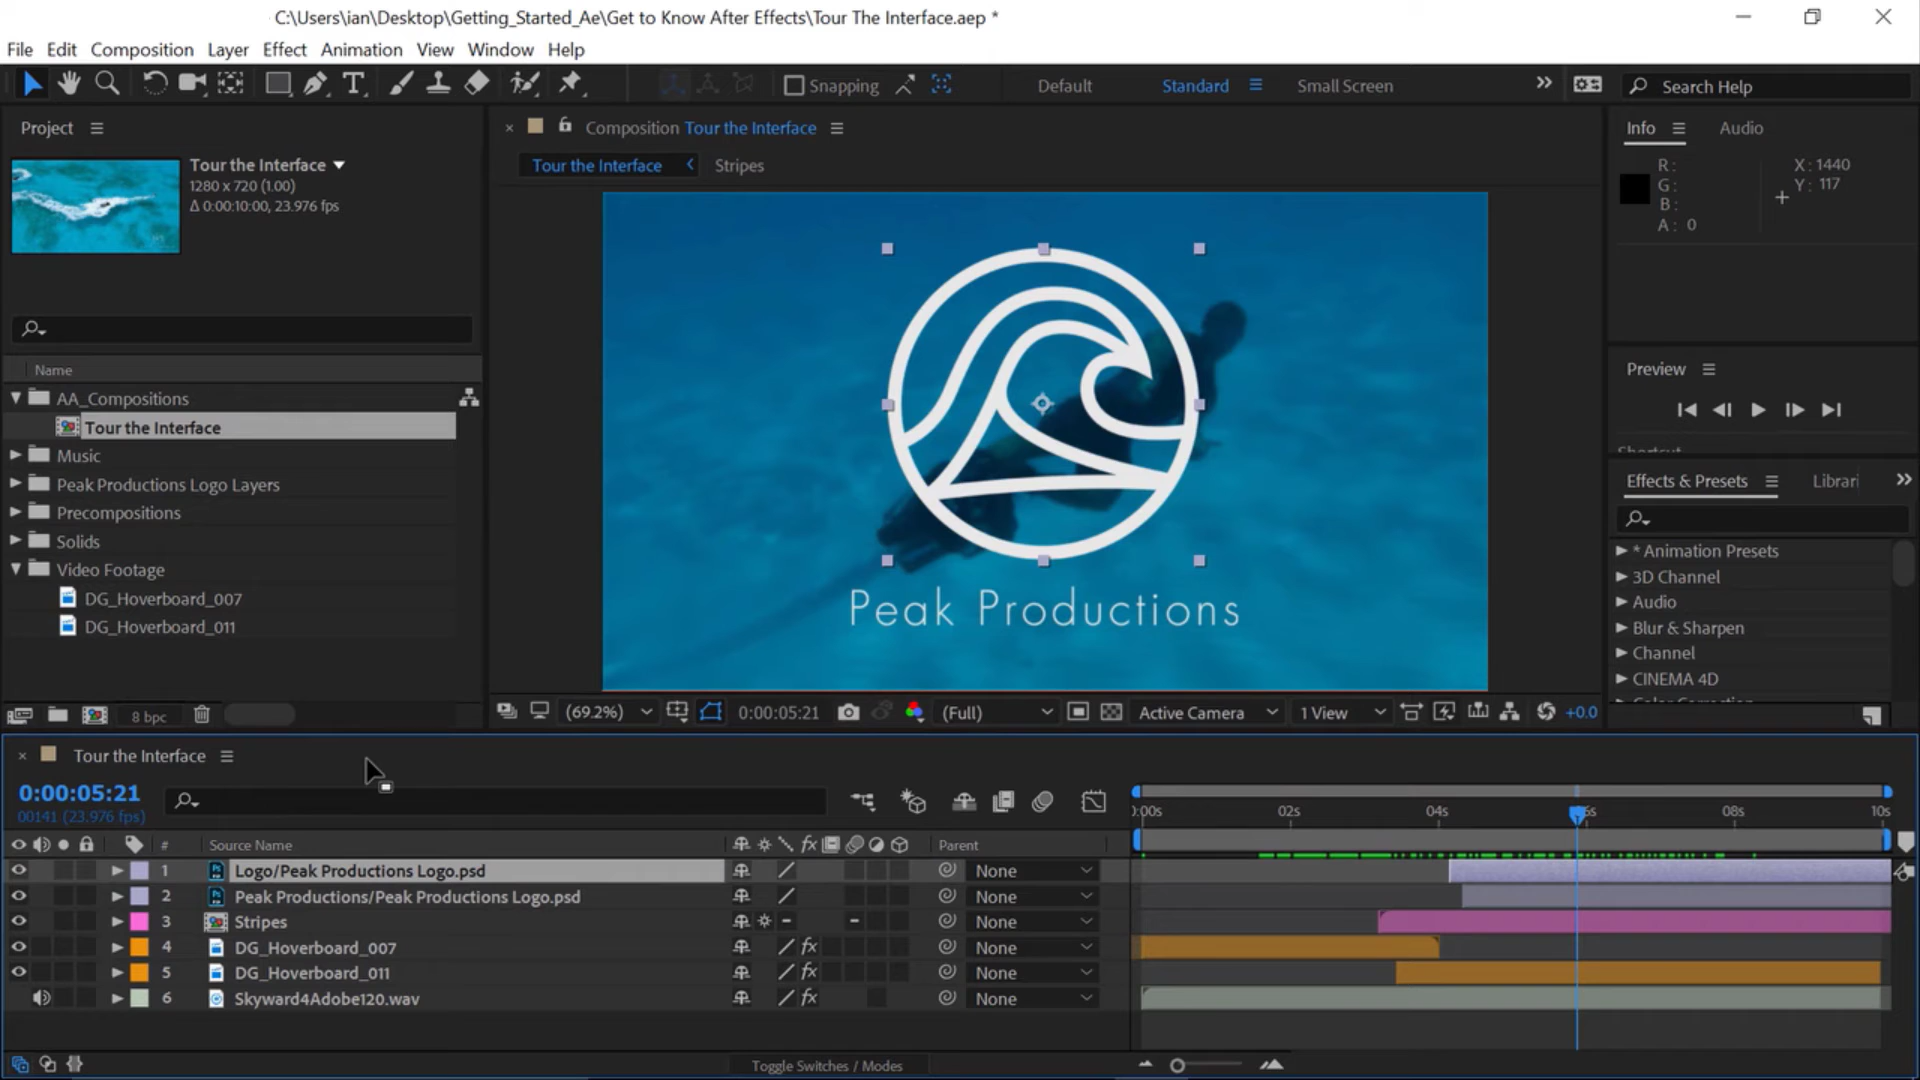 C:\Users\ian\Desktop\Getting_Started_Ae\Get to Know After Effects\Tour The Interface.aep *
File Edit Composition Layer Effect Animation View Window Help
T Snapping Default Standard Small Screen Search Help
Project
Tour the Interface
1280 x 720 (1.00)
Δ 0:00:10:00, 23.976 fps
Name
AA_Compositions
Tour the Interface
Music
Peak Productions Logo Layers
Precompositions
Solids
Video Footage
DG_Hoverboard_007
DG_Hoverboard_011
8 bpc
Composition Tour the Interface
Tour the Interface Stripes
Peak Productions
(69.2%) 0:00:05:21 (Full) Active Camera 1 View +0.0
Info Audio
R: X: 1440
G: Y: 117
B:
A: 0
Preview
Shortcut
Effects & Presets Librari
* Animation Presets
3D Channel
Audio
Blur & Sharpen
Channel
CINEMA 4D
Color Correction
Tour the Interface
0:00:05:21
00141 (23.976 fps)
# Source Name fx Parent
1 Logo/Peak Productions Logo.psd None
2 Peak Productions/Peak Productions Logo.psd None
3 Stripes None
4 DG_Hoverboard_007 fx None
5 DG_Hoverboard_011 fx None
6 Skyward4Adobe120.wav fx None
Toggle Switches / Modes
):00s 02s 04s 6s 08s 10s